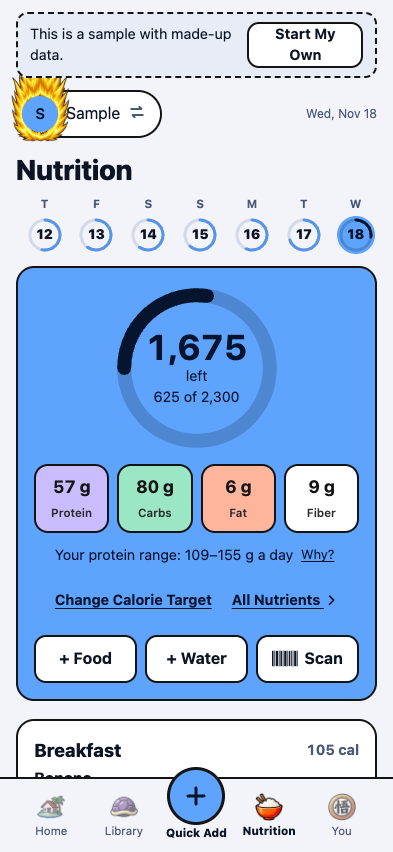 This is a sample with made-up
data.
Start My
Own
S
Sample
Wed, Nov 18
Nutrition
T F S S M T W
12 13 14 15 16 17 18
1,675
left
625 of 2,300
57 g 80 g 6 g 9 g
Protein Carbs Fat Fiber
Your protein range: 109–155 g a day Why?
Change Calorie Target All Nutrients
+ Food + Water Scan
Breakfast 105 cal
Banana
Home Library Quick Add Nutrition You
悟